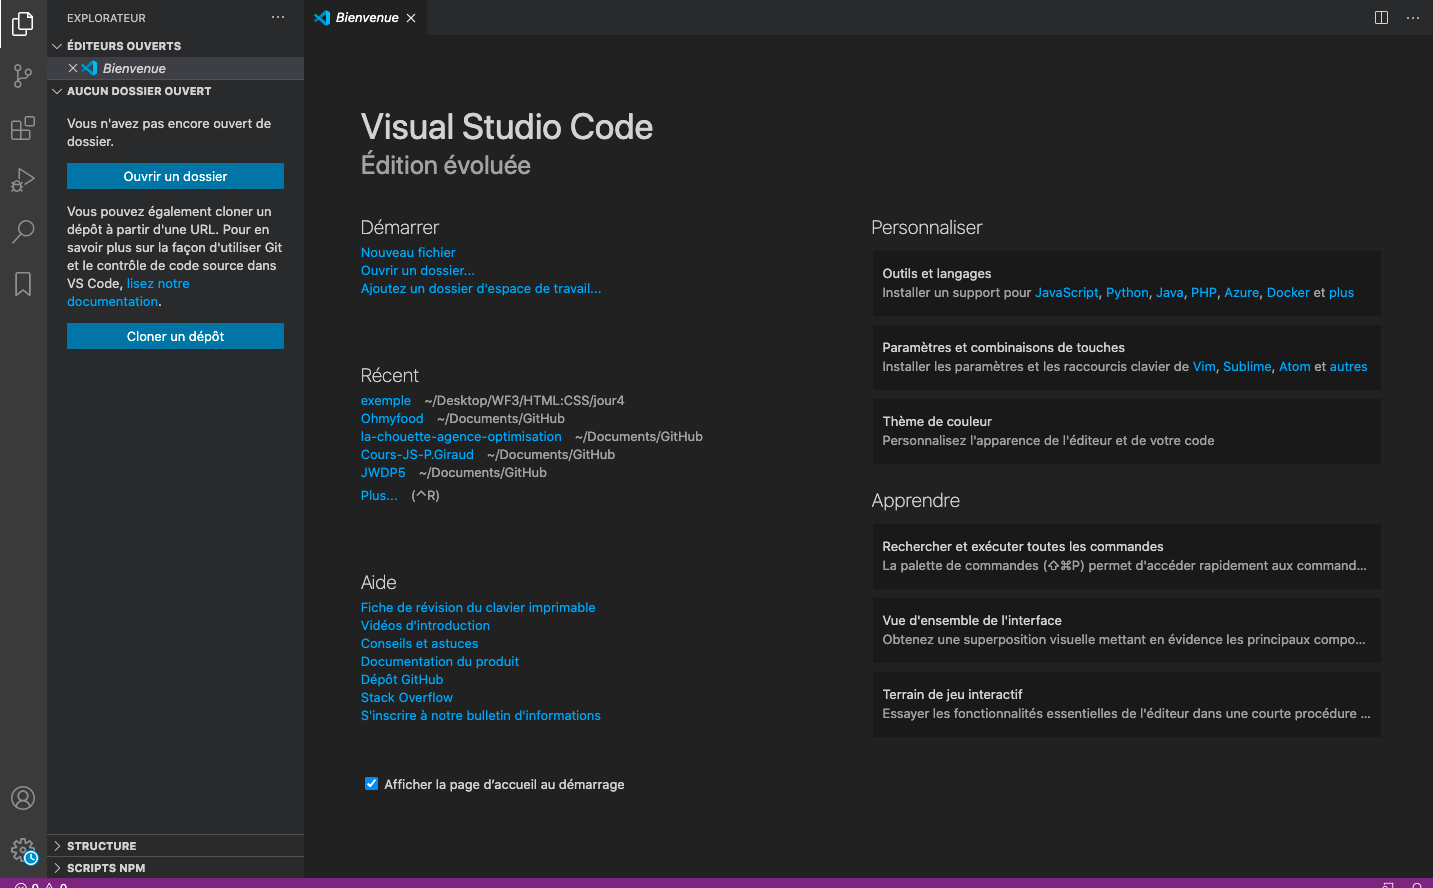 EXPLORATEUR
ÉDITEURS OUVERTS
Bienvenue
AUCUN DOSSIER OUVERT
Vous n'avez pas encore ouvert de
dossier.
Ouvrir un dossier
Vous pouvez également cloner un
dépôt à partir d'une URL. Pour en
savoir plus sur la façon d'utiliser Git
et le contrôle de code source dans
VS Code, lisez notre
documentation.
Cloner un dépôt
STRUCTURE
SCRIPTS NPM
Bienvenue
Visual Studio Code
Édition évoluée
Démarrer
Nouveau fichier
Ouvrir un dossier...
Ajoutez un dossier d'espace de travail...
Récent
exemple ~/Desktop/WF3/HTML:CSS/jour4
Ohmyfood ~/Documents/GitHub
la-chouette-agence-optimisation ~/Documents/GitHub
Cours-JS-P.Giraud ~/Documents/GitHub
JWDP5 ~/Documents/GitHub
Plus... (^R)
Aide
Fiche de révision du clavier imprimable
Vidéos d'introduction
Conseils et astuces
Documentation du produit
Dépôt GitHub
Stack Overflow
S'inscrire à notre bulletin d'informations
Afficher la page d’accueil au démarrage
Personnaliser
Outils et langages
Installer un support pour JavaScript, Python, Java, PHP, Azure, Docker et plus
Paramètres et combinaisons de touches
Installer les paramètres et les raccourcis clavier de Vim, Sublime, Atom et autres
Thème de couleur
Personnalisez l'apparence de l'éditeur et de votre code
Apprendre
Rechercher et exécuter toutes les commandes
La palette de commandes (⇧⌘P) permet d'accéder rapidement aux command...
Vue d'ensemble de l'interface
Obtenez une superposition visuelle mettant en évidence les principaux compo...
Terrain de jeu interactif
Essayer les fonctionnalités essentielles de l'éditeur dans une courte procédure ...